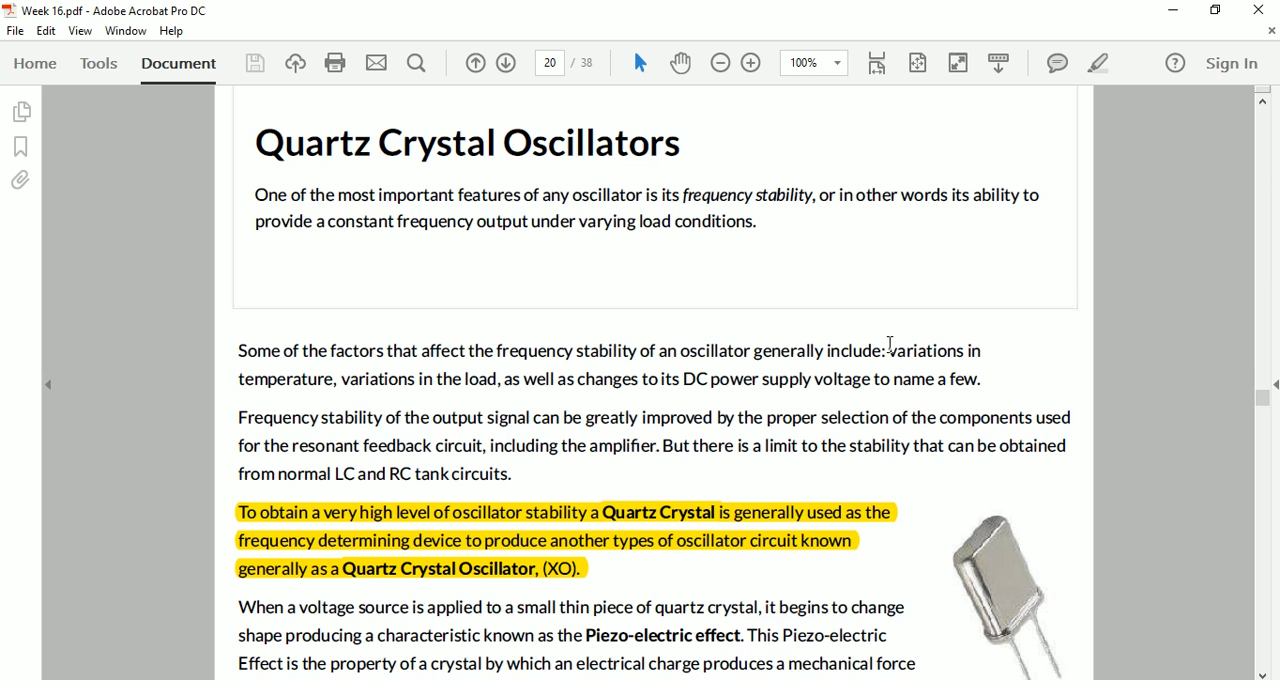 Week 16.pdf - Adobe Acrobat Pro DC
File Edit View Window Help
Home Tools Document 20 / 38 100% Sign In
Quartz Crystal Oscillators
One of the most important features of any oscillator is its frequency stability, or in other words its ability to
provide a constant frequency output under varying load conditions.
Some of the factors that affect the frequency stability of an oscillator generally include: variations in
temperature, variations in the load, as well as changes to its DC power supply voltage to name a few.
Frequency stability of the output signal can be greatly improved by the proper selection of the components used
for the resonant feedback circuit, including the amplifier. But there is a limit to the stability that can be obtained
from normal LC and RC tank circuits.
To obtain a very high level of oscillator stability a Quartz Crystal is generally used as the
frequency determining device to produce another types of oscillator circuit known
generally as a Quartz Crystal Oscillator, (XO).
When a voltage source is applied to a small thin piece of quartz crystal, it begins to change
shape producing a characteristic known as the Piezo-electric effect. This Piezo-electric
Effect is the property of a crystal by which an electrical charge produces a mechanical force